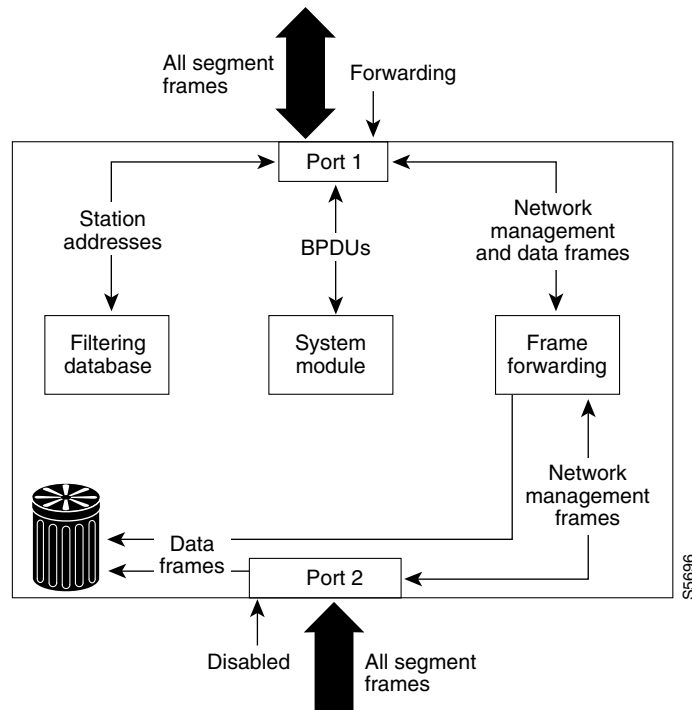 All segment
frames
Forwarding
Port 1
Station
addresses
BPDUs
Network
management
and data frames
Filtering
database
System
module
Frame
forwarding
Network
management
frames
Data
frames
Port 2
Disabled
All segment
frames
S5696